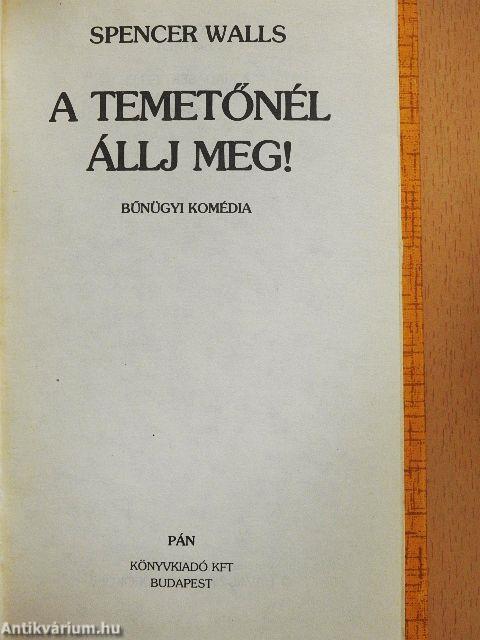 SPENCER WALLS
A TEMETŐNÉL
ÁLLJ MEG!
BŰNÜGYI KOMÉDIA
PÁN
KÖNYVKIADÓ KFT
BUDAPEST
Antikvárium.hu